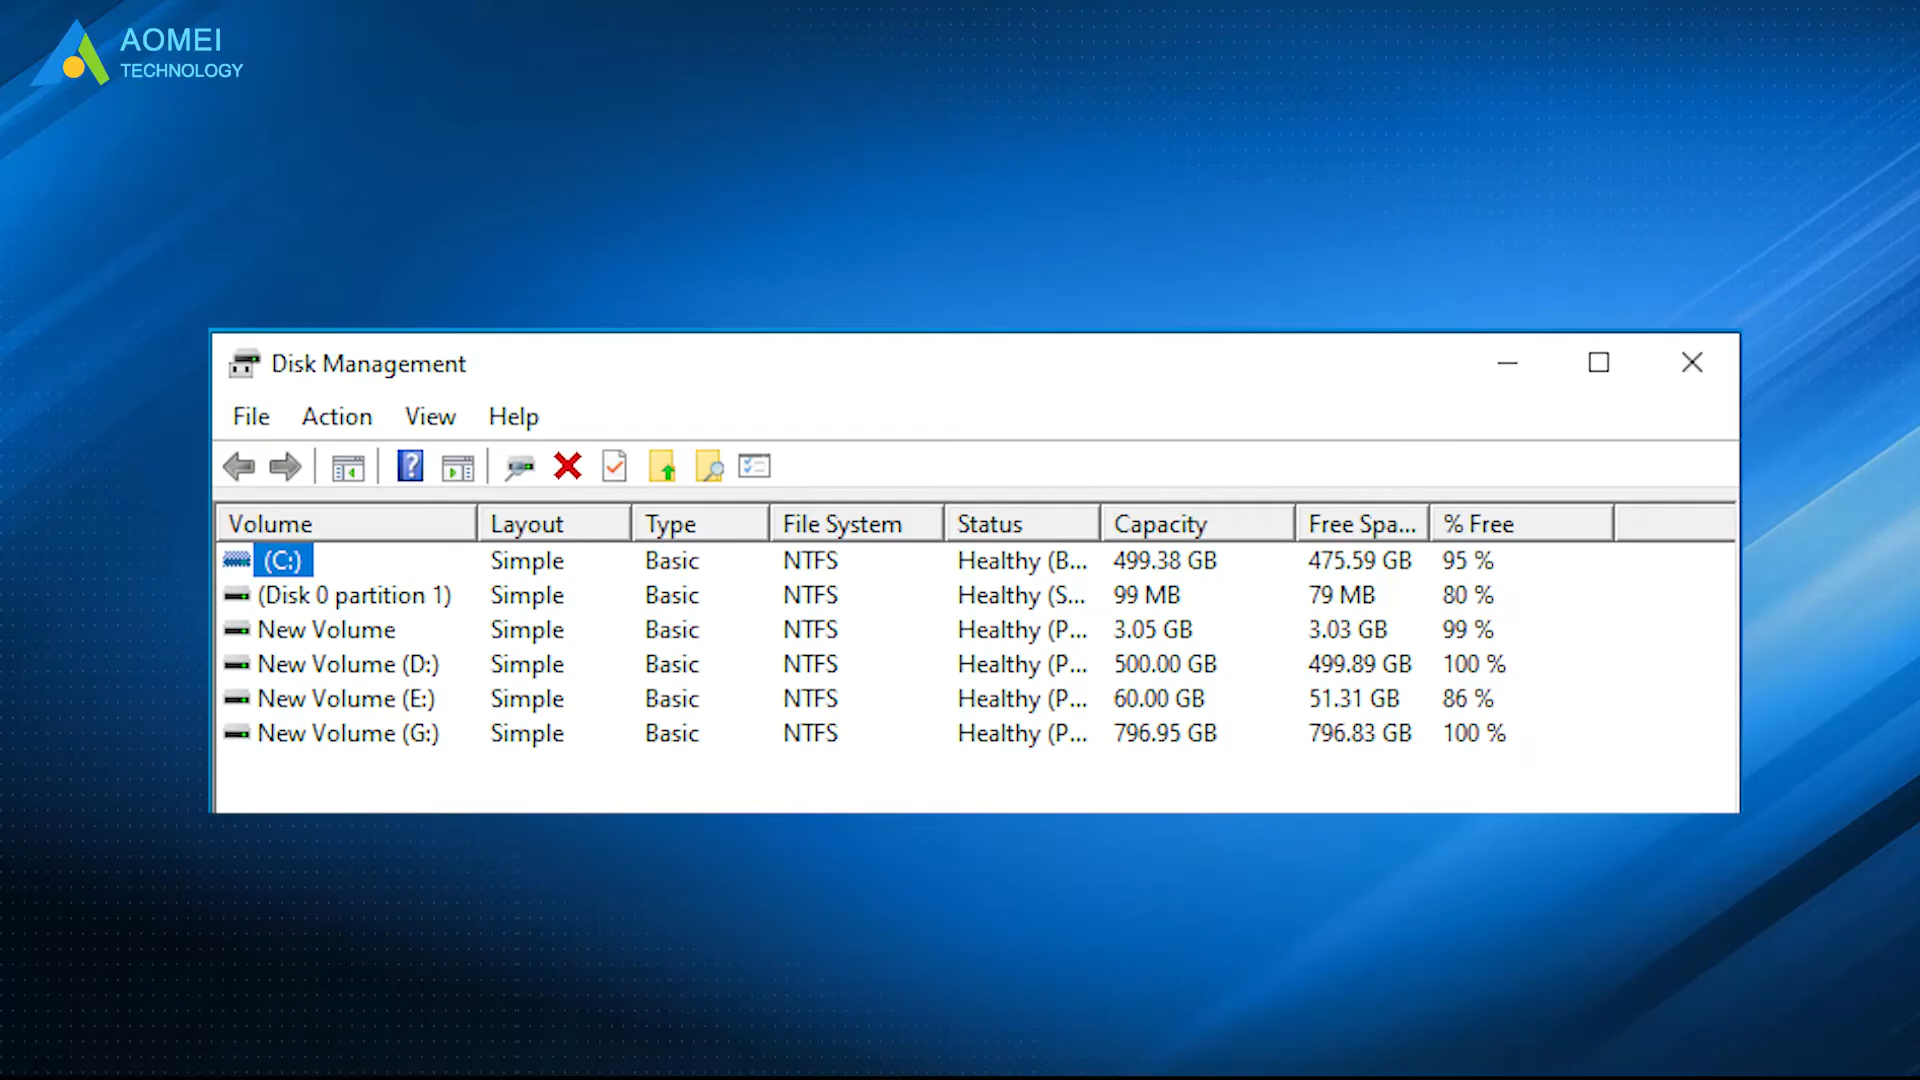 AOMEI
TECHNOLOGY
Disk Management
File Action View Help
Volume Layout Type File System Status Capacity Free Spa... % Free
(C:) Simple Basic NTFS Healthy (B... 499.38 GB 475.59 GB 95 %
(Disk 0 partition 1) Simple Basic NTFS Healthy (S... 99 MB 79 MB 80 %
New Volume Simple Basic NTFS Healthy (P... 3.05 GB 3.03 GB 99 %
New Volume (D:) Simple Basic NTFS Healthy (P... 500.00 GB 499.89 GB 100 %
New Volume (E:) Simple Basic NTFS Healthy (P... 60.00 GB 51.31 GB 86 %
New Volume (G:) Simple Basic NTFS Healthy (P... 796.95 GB 796.83 GB 100 %